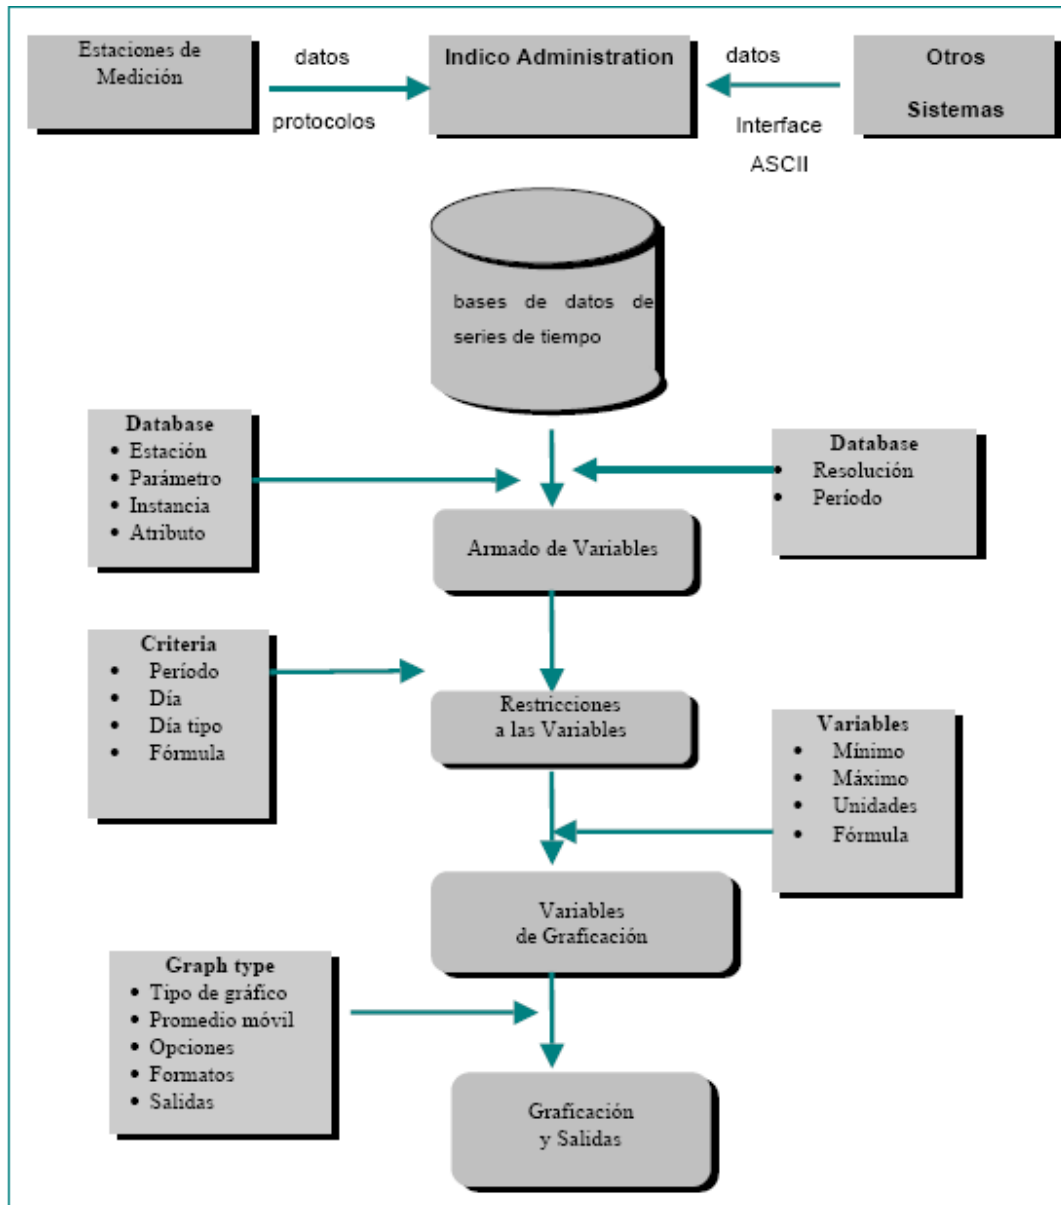 Estaciones de
Medición
datos
protocolos
Indico Administration
datos
Interface
ASCII
Otros
Sistemas
bases de datos de
series de tiempo
Database
• Estación
• Parámetro
• Instancia
• Atributo
Database
• Resolución
• Período
Armado de Variables
Criteria
• Período
• Día
• Día tipo
• Fórmula
Restricciones
a las Variables
Variables
• Mínimo
• Máximo
• Unidades
• Fórmula
Variables
de Graficación
Graph type
• Tipo de gráfico
• Promedio móvil
• Opciones
• Formatos
• Salidas
Graficación
y Salidas